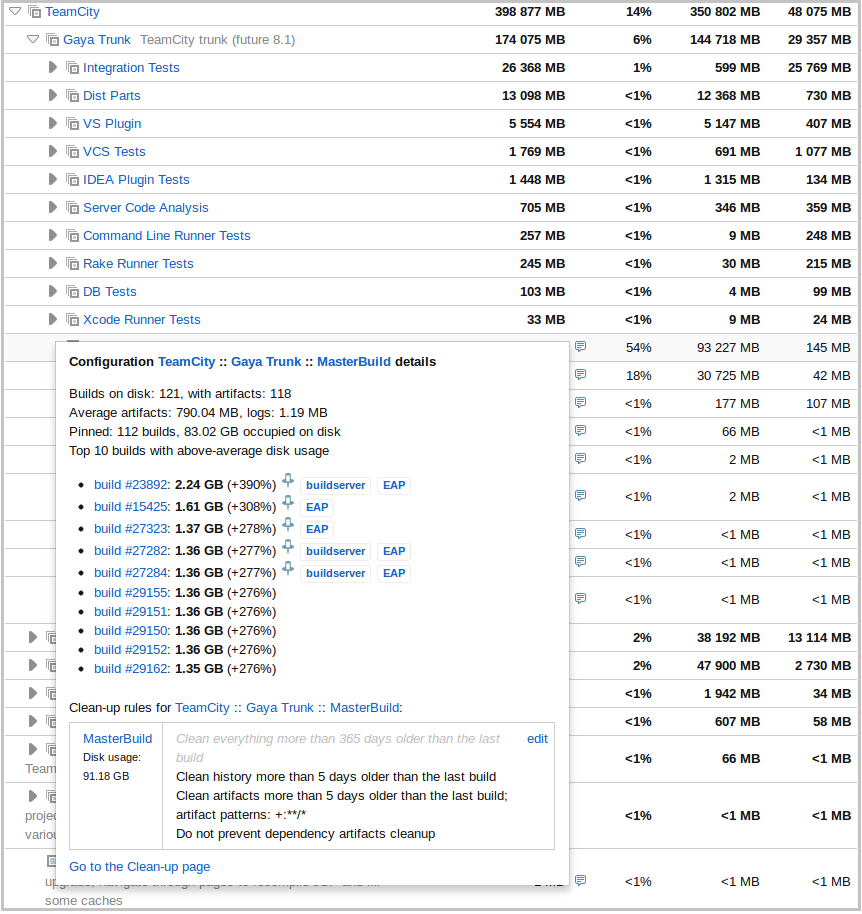 TeamCity 398 877 MB 14% 350 802 MB 48 075 MB
Gaya Trunk TeamCity trunk (future 8.1) 174 075 MB 6% 144 718 MB 29 357 MB
Integration Tests 26 368 MB 1% 599 MB 25 769 MB
Dist Parts 13 098 MB <1% 12 368 MB 730 MB
VS Plugin 5 554 MB <1% 5 147 MB 407 MB
VCS Tests 1 769 MB <1% 691 MB 1 077 MB
IDEA Plugin Tests 1 448 MB <1% 1 315 MB 134 MB
Server Code Analysis 705 MB <1% 346 MB 359 MB
Command Line Runner Tests 257 MB <1% 9 MB 248 MB
Rake Runner Tests 245 MB <1% 30 MB 215 MB
DB Tests 103 MB <1% 4 MB 99 MB
Xcode Runner Tests 33 MB <1% 9 MB 24 MB
54% 93 227 MB 145 MB
18% 30 725 MB 42 MB
<1% 177 MB 107 MB
<1% 66 MB <1 MB
<1% 2 MB <1 MB
<1% 2 MB <1 MB
<1% <1 MB <1 MB
<1% <1 MB <1 MB
<1% <1 MB <1 MB
2% 38 192 MB 13 114 MB
2% 47 900 MB 2 730 MB
<1% 1 942 MB 34 MB
<1% 607 MB 58 MB
<1% 66 MB <1 MB
<1% <1 MB <1 MB
<1% <1 MB <1 MB
Configuration TeamCity :: Gaya Trunk :: MasterBuild details
Builds on disk: 121, with artifacts: 118
Average artifacts: 790.04 MB, logs: 1.19 MB
Pinned: 112 builds, 83.02 GB occupied on disk
Top 10 builds with above-average disk usage
build #23892: 2.24 GB (+390%) buildserver EAP
build #15425: 1.61 GB (+308%) EAP
build #27323: 1.37 GB (+278%) EAP
build #27282: 1.36 GB (+277%) buildserver EAP
build #27284: 1.36 GB (+277%) buildserver EAP
build #29155: 1.36 GB (+276%)
build #29151: 1.36 GB (+276%)
build #29150: 1.36 GB (+276%)
build #29152: 1.36 GB (+276%)
build #29162: 1.35 GB (+276%)
Clean-up rules for TeamCity :: Gaya Trunk :: MasterBuild:
MasterBuild
Disk usage:
91.18 GB
Clean everything more than 365 days older than the last
build
edit
Clean history more than 5 days older than the last build
Clean artifacts more than 5 days older than the last build;
artifact patterns: +:**/*
Do not prevent dependency artifacts cleanup
Go to the Clean-up page
some caches